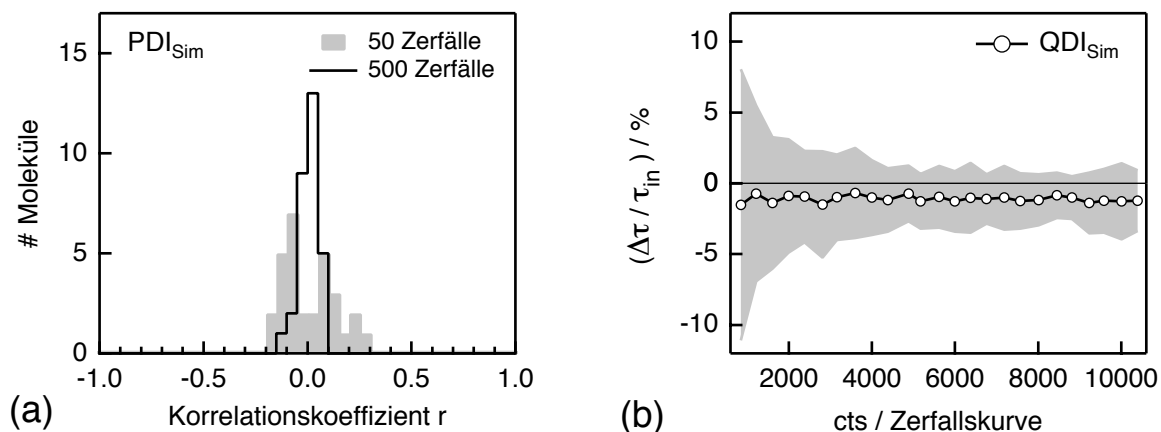 PDI_Sim
50 Zerfälle
500 Zerfälle
# Moleküle
15
10
5
0
-1.0 -0.5 0.0 0.5 1.0
Korrelationskoeffizient r
(a)
QDI_Sim
(Δτ / τ_in) / %
10
5
0
-5
-10
2000 4000 6000 8000 10000
cts / Zerfallskurve
(b)